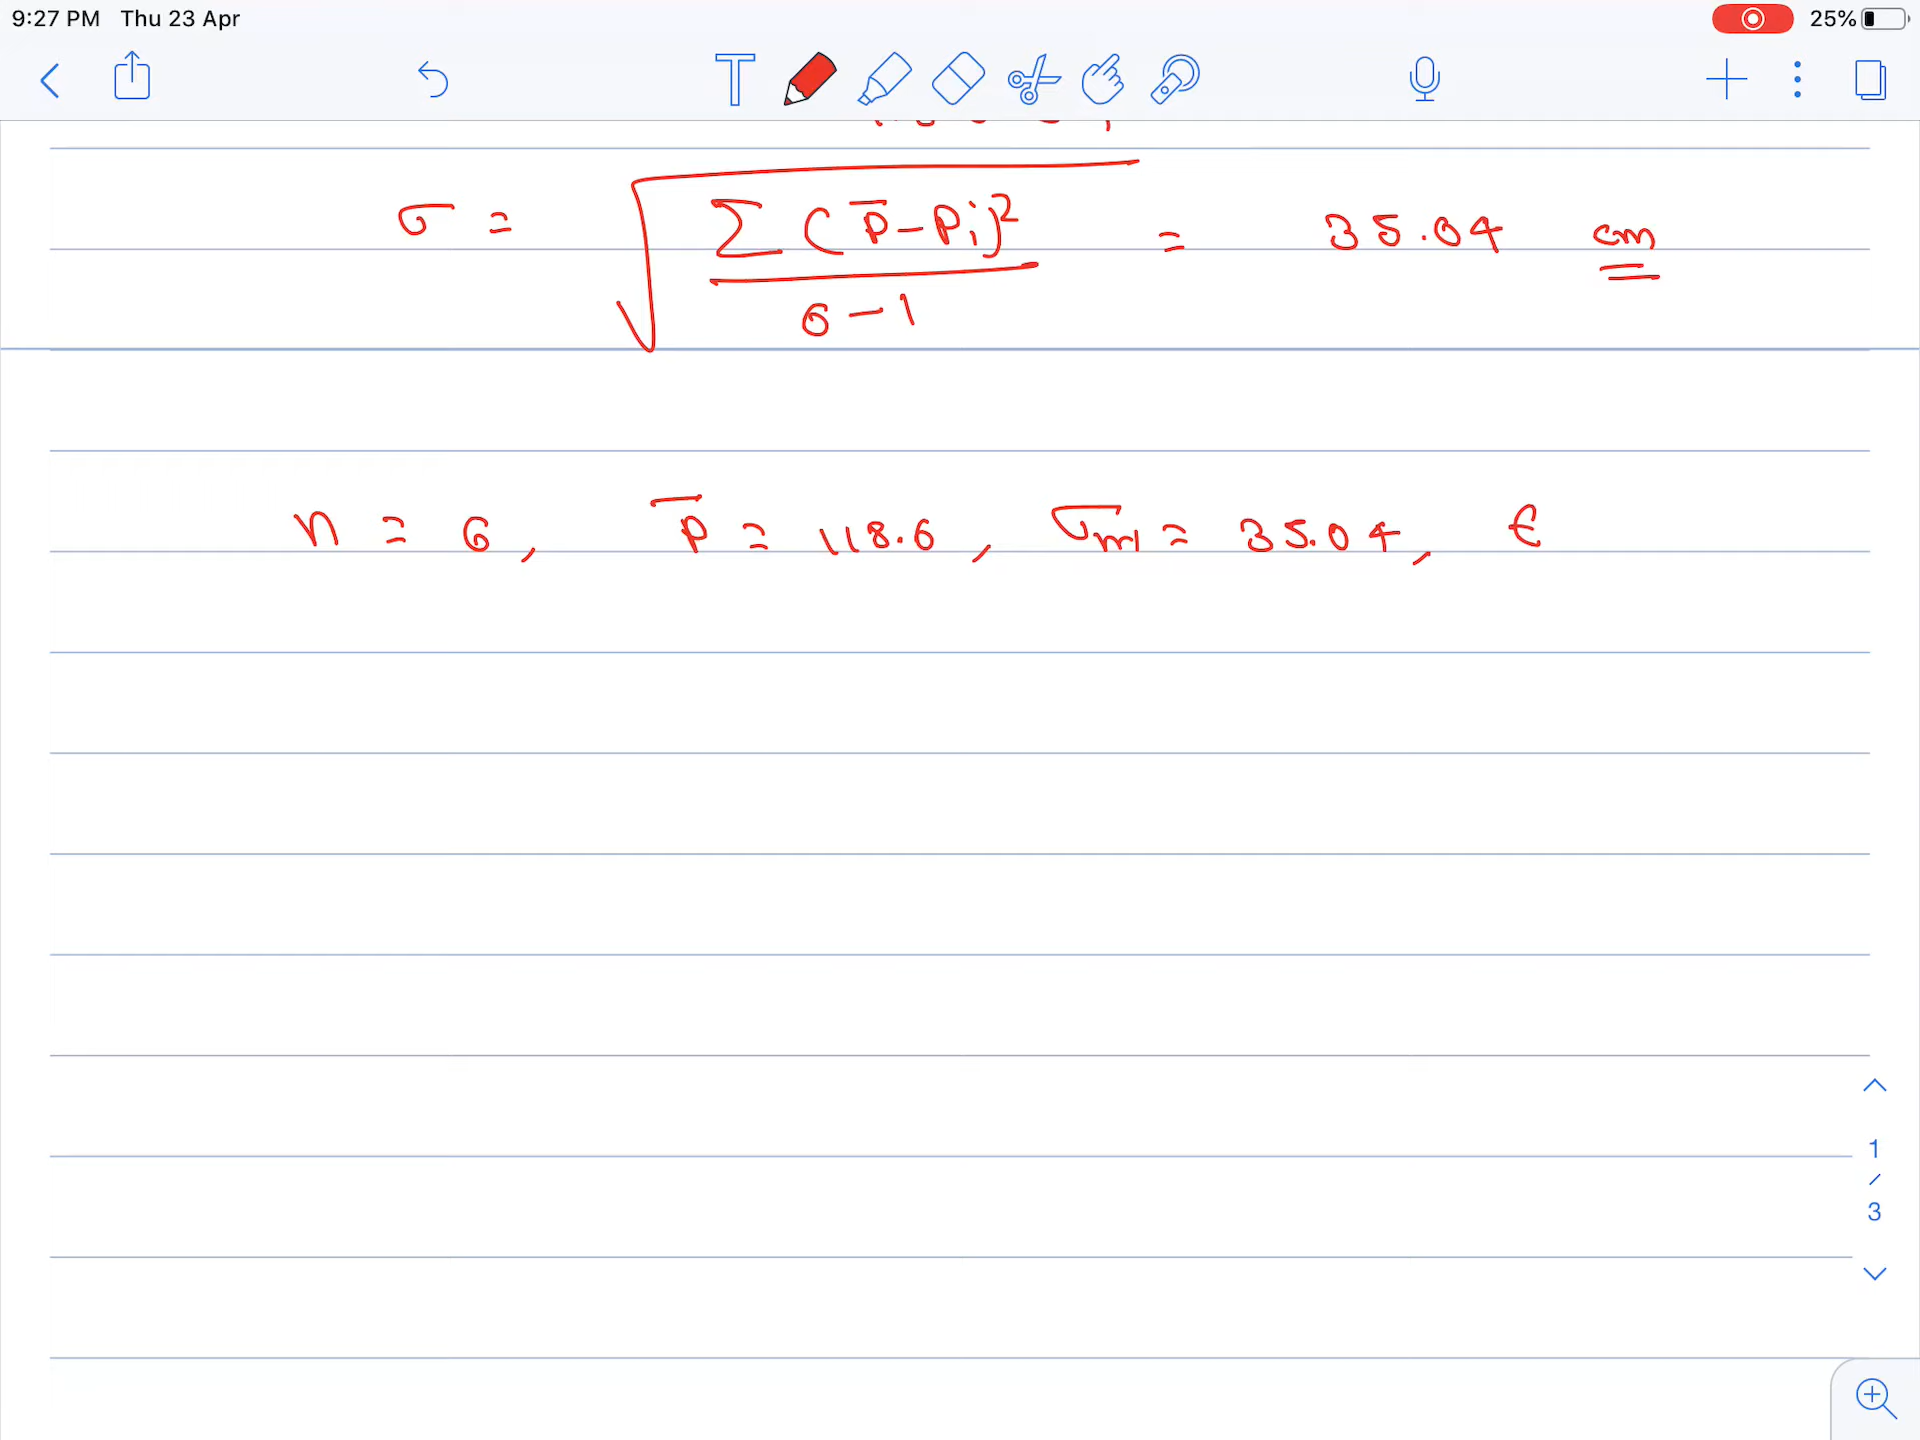 9:27 PM Thu 23 Apr 25%
T
σ = √ Σ (p̄ - pᵢ)² / 6 - 1 = 35.04 cm
n = 6, p̄ = 118.6, σm = 35.04, ε
1
/
3